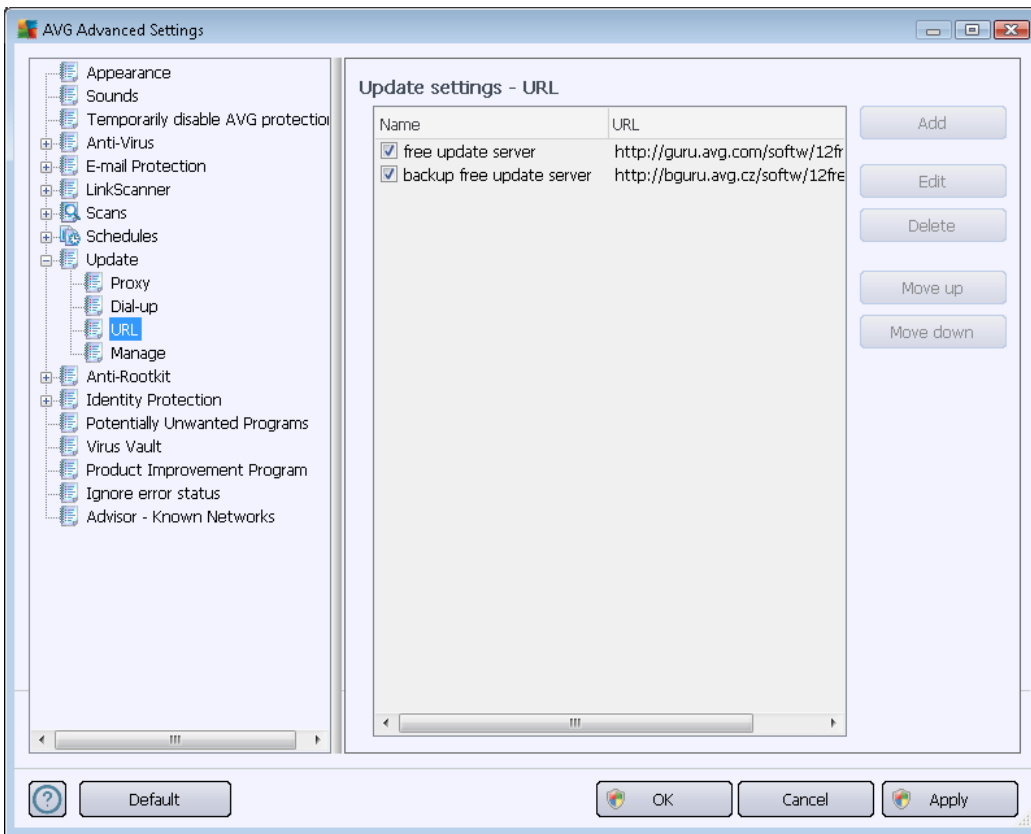 AVG Advanced Settings
Appearance
Sounds
Temporarily disable AVG protection
Anti-Virus
E-mail Protection
LinkScanner
Scans
Schedules
Update
Proxy
Dial-up
URL
Manage
Anti-Rootkit
Identity Protection
Potentially Unwanted Programs
Virus Vault
Product Improvement Program
Ignore error status
Advisor - Known Networks
Update settings - URL
Name URL
free update server http://guru.avg.com/softw/12fr
backup free update server http://bguru.avg.cz/softw/12fre
Add
Edit
Delete
Move up
Move down
Default
OK
Cancel
Apply